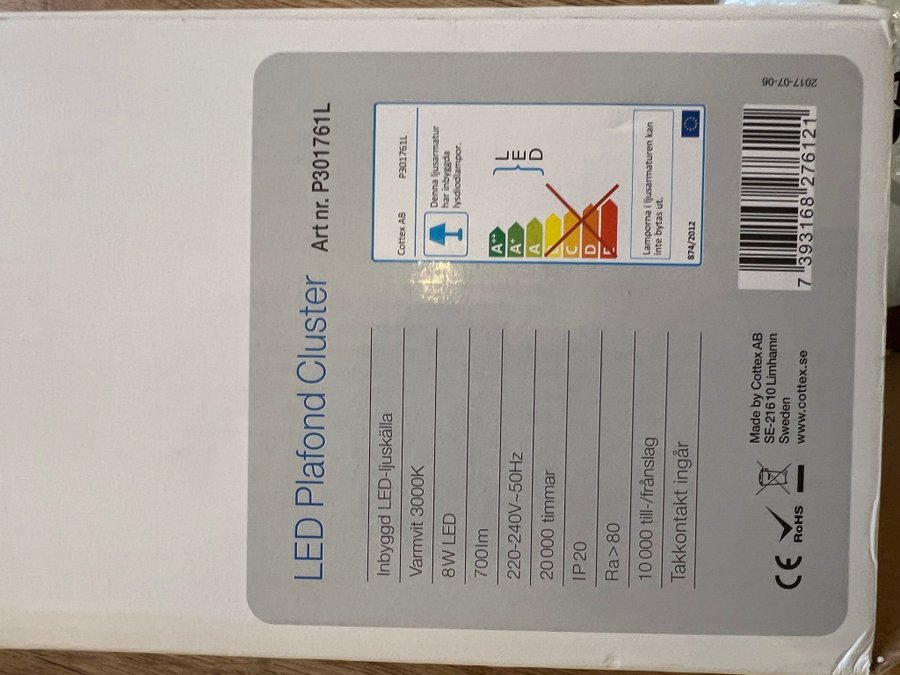 LED Plafond Cluster Art nr. P301761L
Inbyggd LED-ljuskälla
Varmvit 3000K
8W LED
700lm
220-240V~50Hz
20 000 timmar
IP20
Ra>80
10 000 till-/frånslag
Takkontakt ingår
Cottex AB P301761L
Denna ljusarmatur
har inbyggda
lysdiodlampor.
A++
A+
A
C
D
E
LED
Lamporna i ljusarmaturen kan
inte bytas ut.
874/2012
CE
RoHS
Made by Cottex AB
SE-216 10 Limhamn
Sweden
www.cottex.se
7 393168 276121
2017-07-06